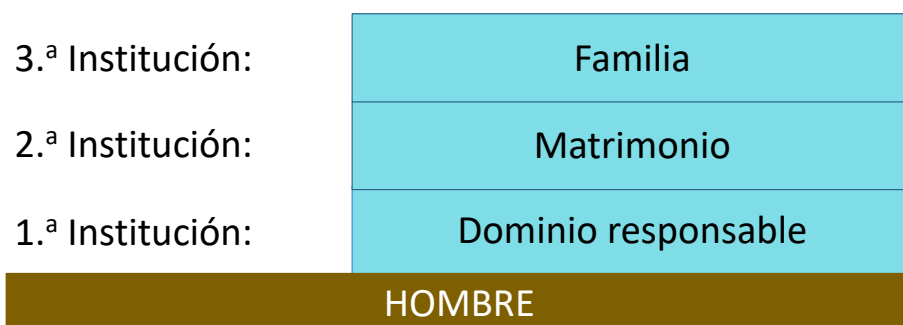 3.ª Institución: Familia
2.ª Institución: Matrimonio
1.ª Institución: Dominio responsable
HOMBRE